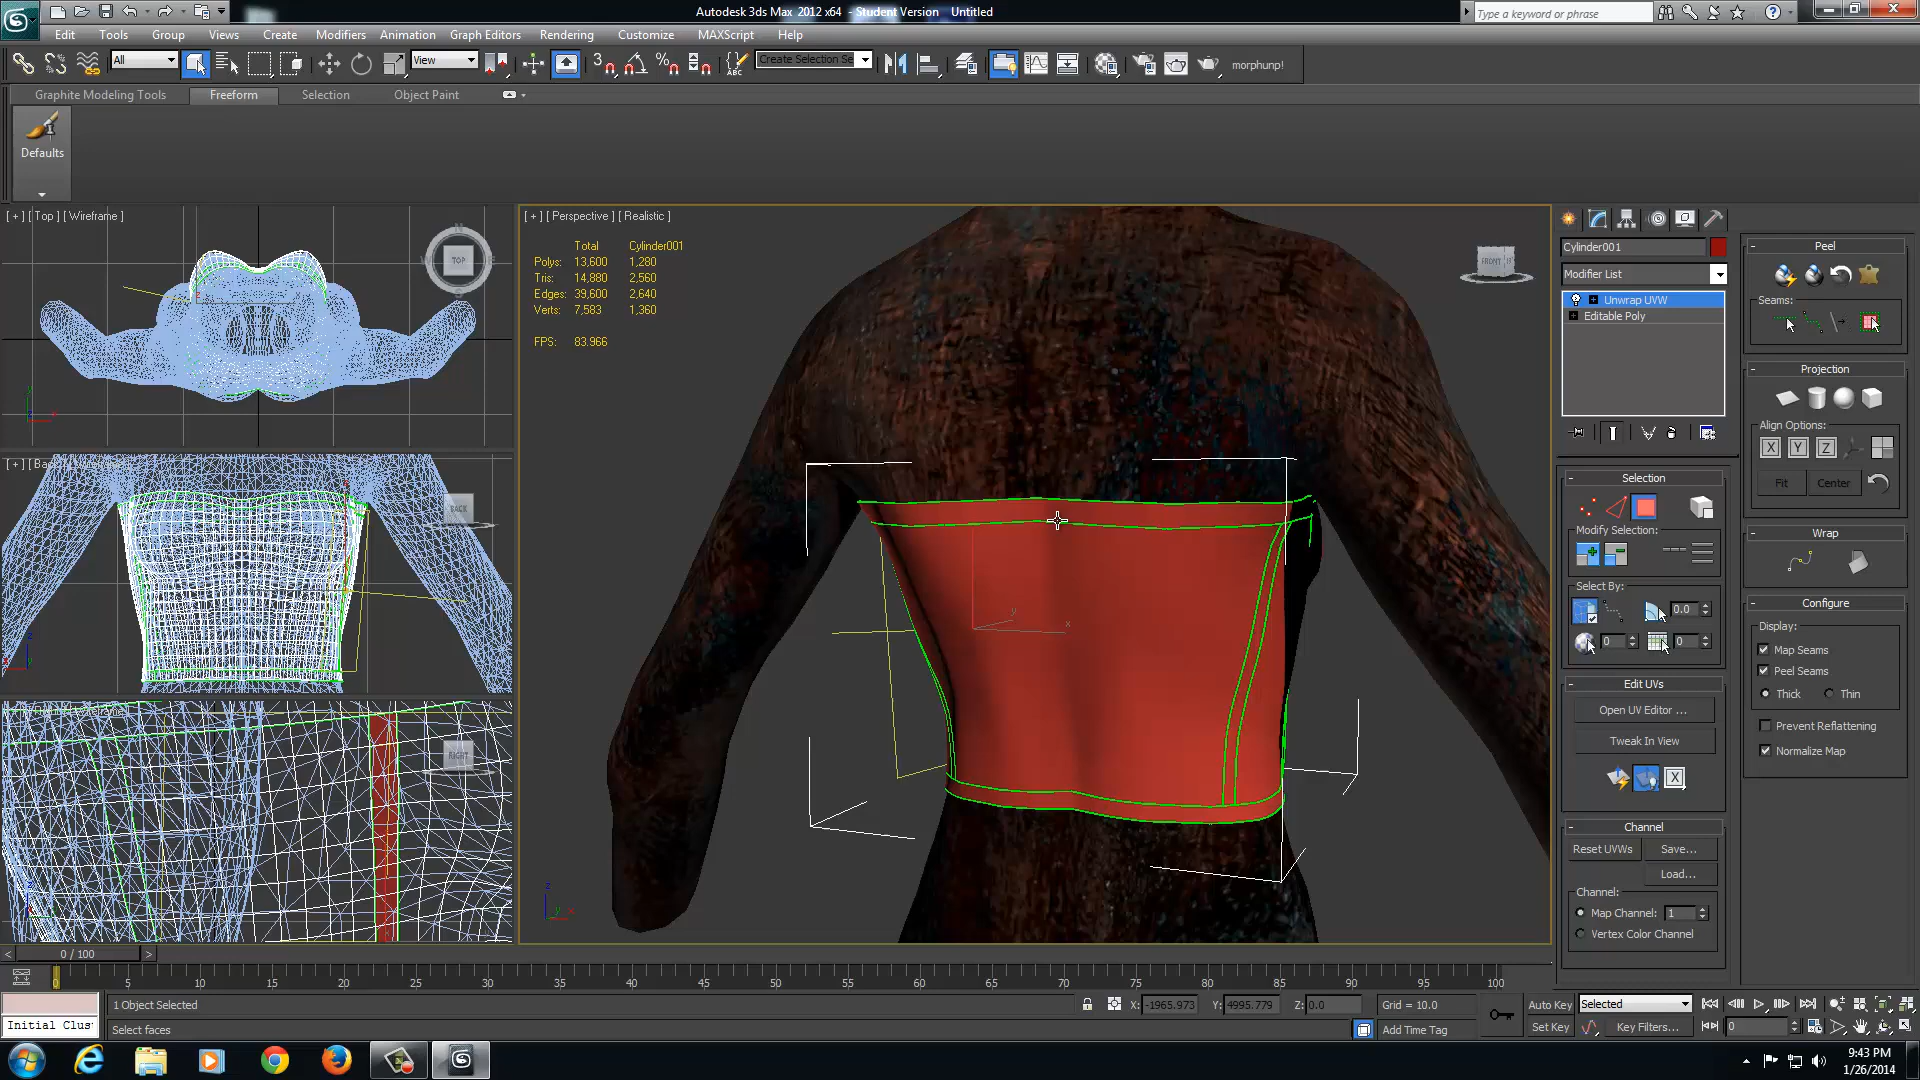 Autodesk 3ds Max 2012 x64 - Student Version Untitled
Type a keyword or phrase
Edit Tools Group Views Create Modifiers Animation Graph Editors Rendering Customize MAXScript Help
All
View
Create Selection Se
morphunp!
Graphite Modeling Tools Freeform Selection Object Paint
Defaults
[ + ] [ Top ] [ Wireframe ]
TOP
BACK
RIGHT
[ + ] [ Perspective ] [ Realistic ]
Total Cylinder001
Polys: 13,600 1,280
Tris: 14,880 2,560
Edges: 39,600 2,640
Verts: 7,583 1,360
FPS: 83.966
FRONT
Cylinder001
Modifier List
Unwrap UVW
Editable Poly
Selection
Modify Selection:
Select By:
0.0
0 0
Edit UVs
Open UV Editor ...
Tweak In View
Channel
Reset UVWs Save...
Load...
Channel:
Map Channel: 1
Vertex Color Channel
Peel
Seams:
Projection
Align Options:
X Y Z
Fit Center
Wrap
Configure
Display:
Map Seams
Peel Seams
Thick Thin
Prevent Reflattening
Normalize Map
0 / 100
0 5 10 15 20 25 30 35 40 45 50 55 60 65 70 75 80 85 90 95 100
1 Object Selected
X: -1965.973 Y: 4995.779 Z: 0.0 Grid = 10.0
Auto Key Selected
Initial Clus
Select faces
Add Time Tag
Set Key Key Filters... 0
9:43 PM
1/26/2014